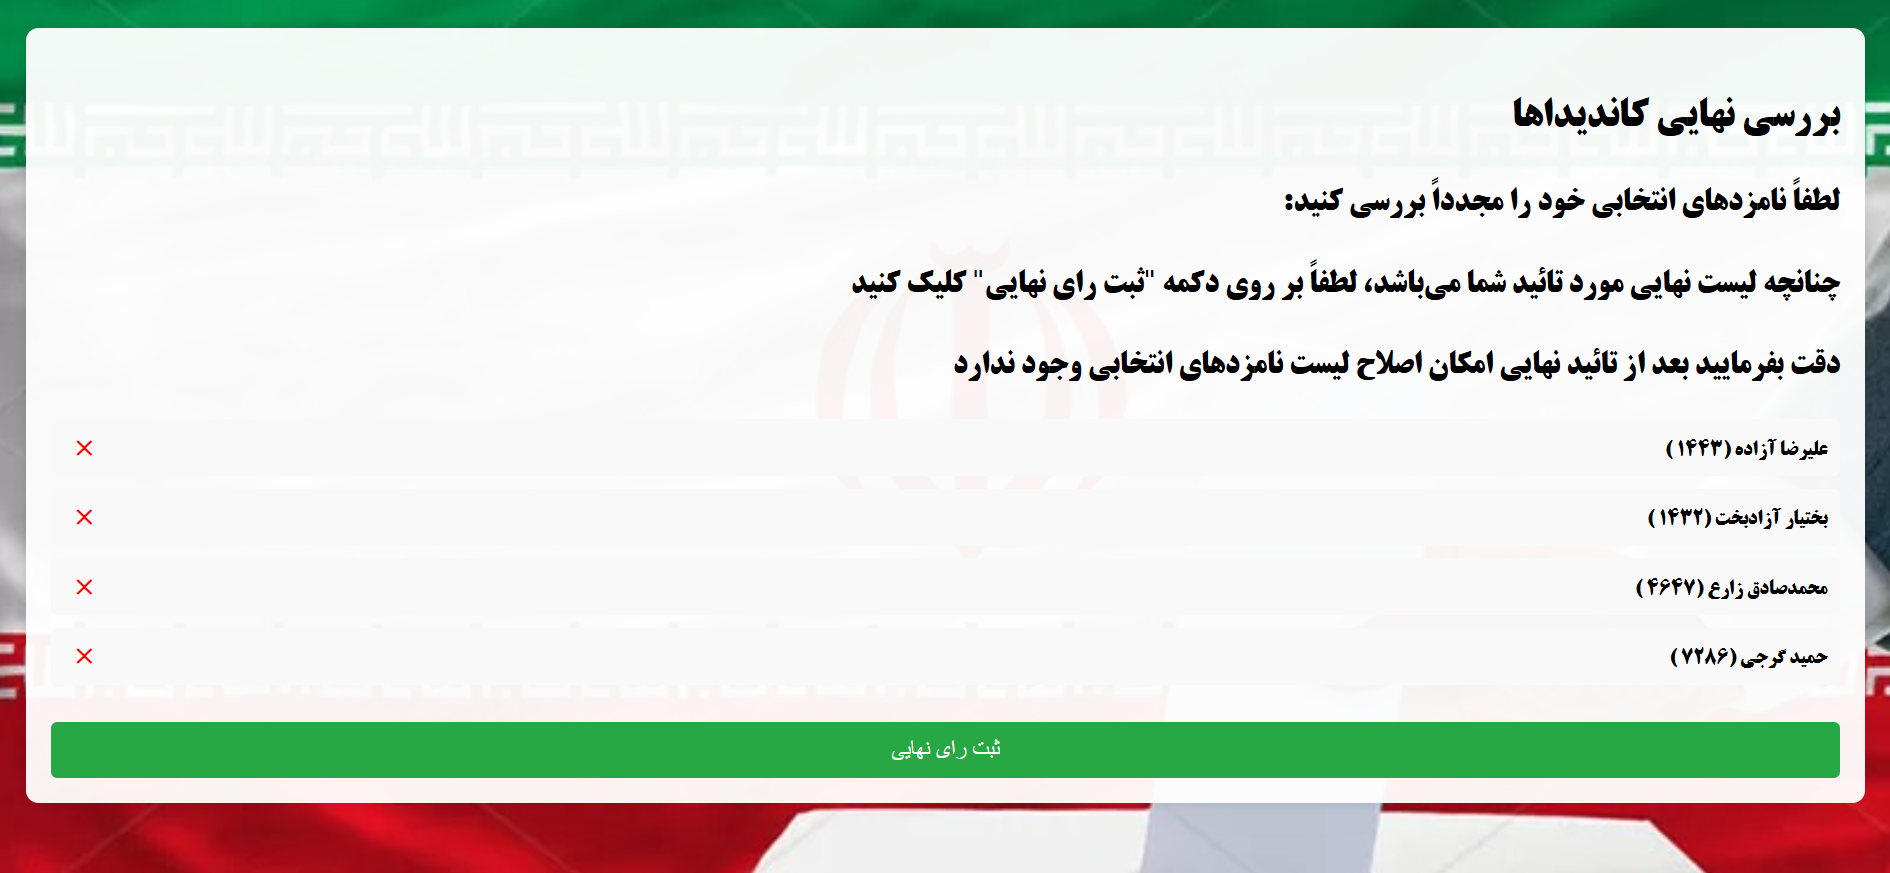 بررسی نهایی کاندیداها
لطفاً نامزدهای انتخابی خود را مجدداً بررسی کنید:
چنانچه لیست نهایی مورد تائید شما می‌باشد، لطفاً بر روی دکمه "ثبت رای نهایی" کلیک کنید
دقت بفرمایید بعد از تائید نهایی امکان اصلاح لیست نامزدهای انتخابی وجود ندارد
علیرضا آزاده (۱۴۴۳ )
بختیار آزادبخت (۱۴۳۲ )
محمدصادق زارع (۴۶۴۷ )
حمید گرجی (۷۲۸۶ )
ثبت رای نهایی